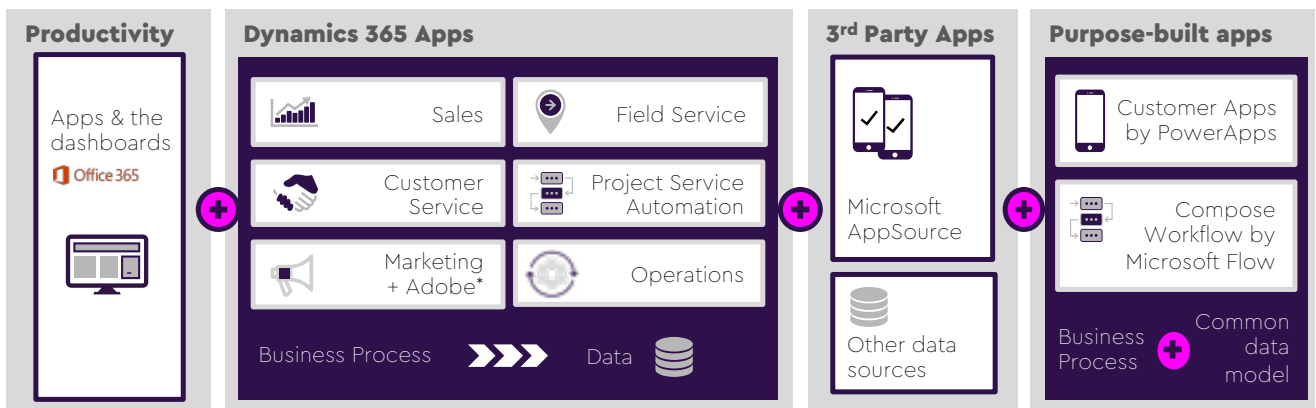 Productivity
Apps & the
dashboards
Office 365
Dynamics 365 Apps
Sales
Field Service
Customer
Service
Project Service
Automation
Marketing
+ Adobe*
Operations
Business Process
Data
3rd Party Apps
Microsoft
AppSource
Other data
sources
Purpose-built apps
Customer Apps
by PowerApps
Compose
Workflow by
Microsoft Flow
Business
Process
Common
data
model